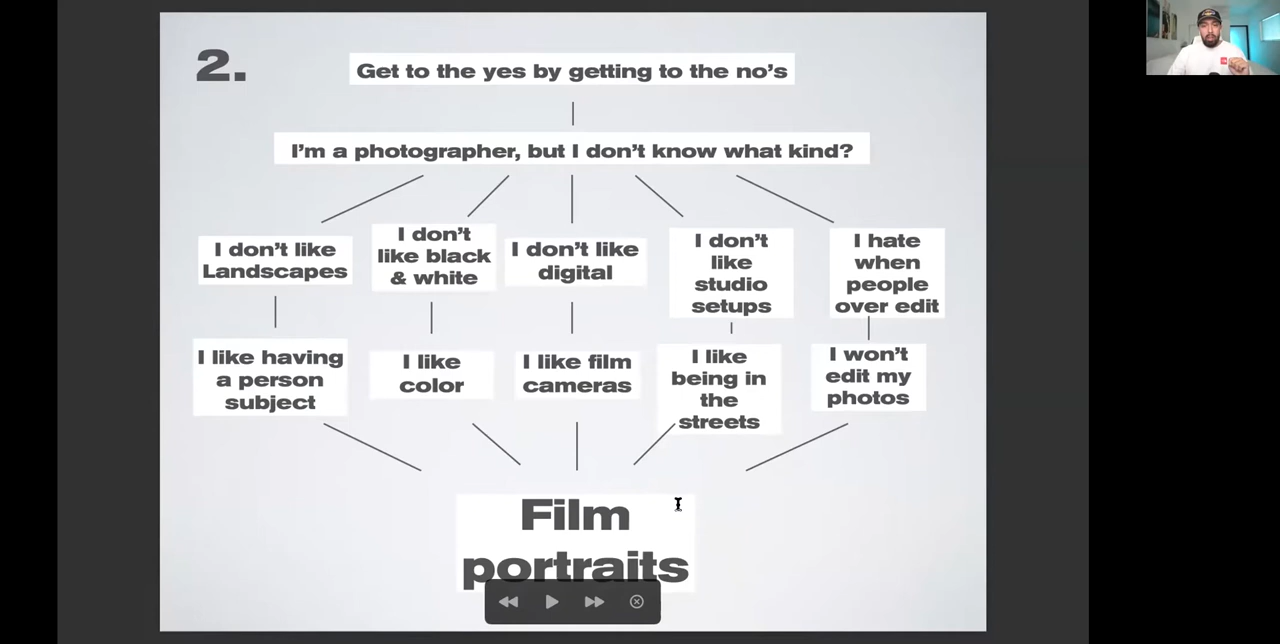 2.
Get to the yes by getting to the no's
I'm a photographer, but I don't know what kind?
I don't like
Landscapes
I don't
like black
& white
I don't like
digital
I don't
like
studio
setups
I hate
when
people
over edit
I like having
a person
subject
I like
color
I like film
cameras
I like
being in
the
streets
I won't
edit my
photos
Film
portraits